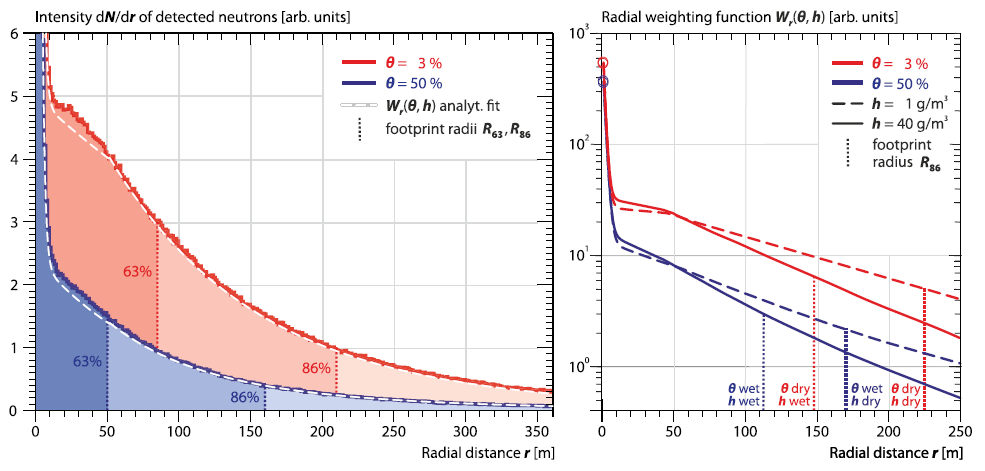 Intensity dN/dr of detected neutrons [arb. units]
6
5
4
3
2
1
0
θ = 3 %
θ = 50 %
Wr(θ, h) analyt. fit
footprint radii R63, R86
63%
86%
63%
86%
0 50 100 150 200 250 300 350
Radial distance r [m]
Radial weighting function Wr(θ, h) [arb. units]
10³
10²
10¹
10⁰
θ = 3 %
θ = 50 %
h = 1 g/m³
h = 40 g/m³
footprint
radius R86
θ wet θ dry θ wet θ dry
h wet h wet h dry h dry
0 50 100 150 200 250
Radial distance r [m]